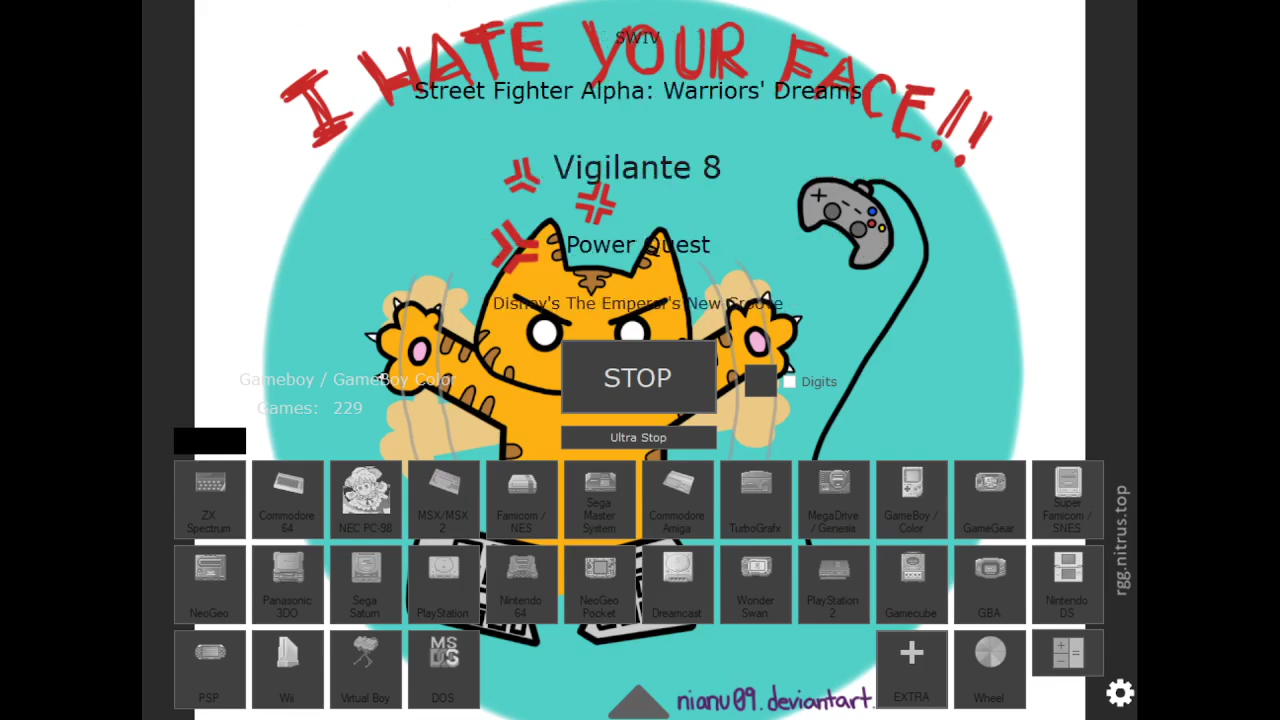 I HATE YOUR FACE!!
SWIV
Street Fighter Alpha: Warriors' Dreams
Vigilante 8
Power Quest
Disney's The Emperor's New Groove
Gameboy / GameBoy Color
Games: 229
STOP
Digits
Ultra Stop
ZX Spectrum
Commodore 64
NEC PC-98
MSX/MSX 2
Famicom / NES
Sega Master System
Commodore Amiga
TurboGrafx
MegaDrive / Genesis
GameBoy / Color
GameGear
Super Famicom / SNES
NeoGeo
Panasonic 3DO
Sega Saturn
PlayStation
Nintendo 64
NeoGeo Pocket
Dreamcast
Wonder Swan
PlayStation 2
Gamecube
GBA
Nintendo DS
PSP
Wii
Virtual Boy
MS DOS
DOS
EXTRA
Wheel
rgg.nitrus.top
nianu09.deviantart.